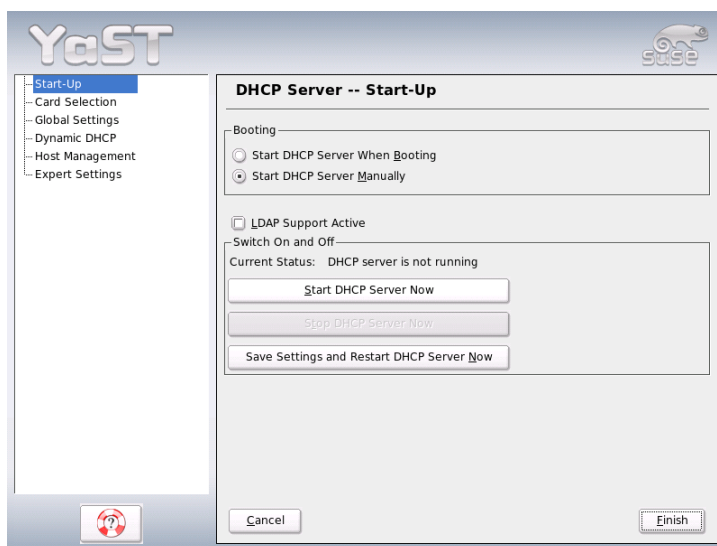 YaST
SUSE
Start-Up
Card Selection
Global Settings
Dynamic DHCP
Host Management
Expert Settings
DHCP Server -- Start-Up
Booting
Start DHCP Server When Booting
Start DHCP Server Manually
LDAP Support Active
Switch On and Off
Current Status: DHCP server is not running
Start DHCP Server Now
Stop DHCP Server Now
Save Settings and Restart DHCP Server Now
?
Cancel
Finish